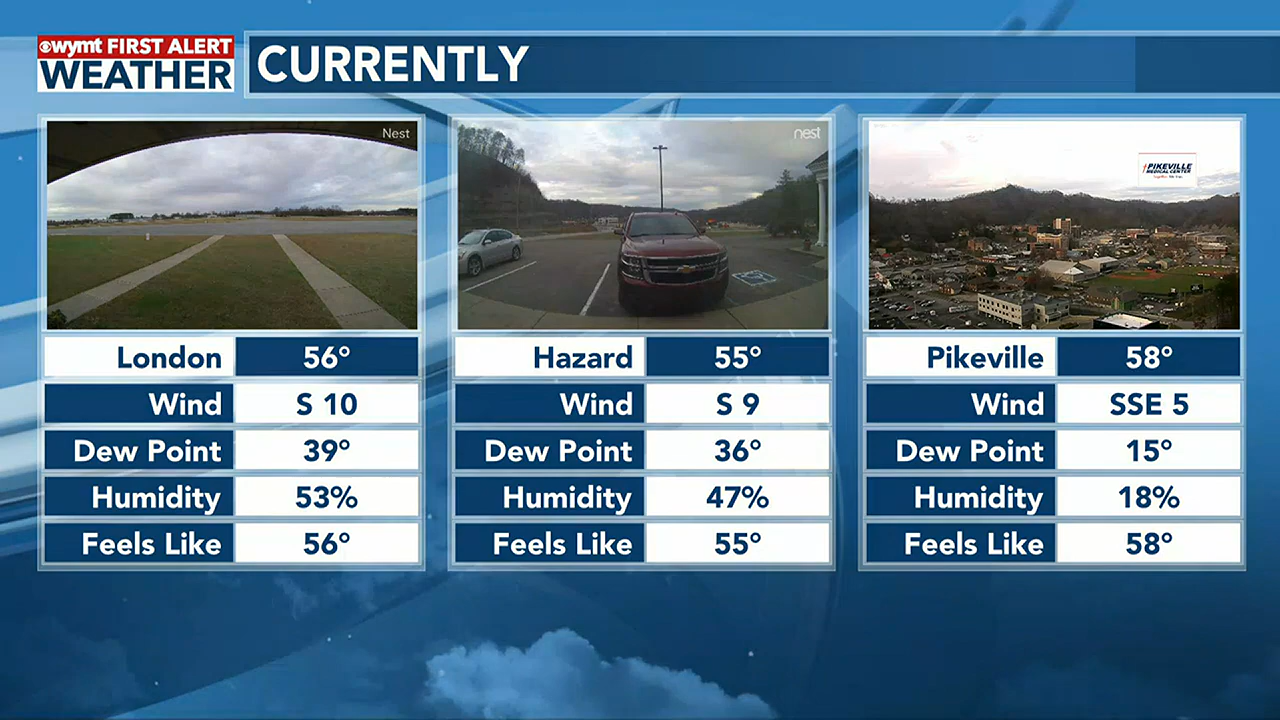 wymt FIRST ALERT
WEATHER
CURRENTLY
Nest
nest
PIKEVILLE
MEDICAL CENTER
London 56°
Wind S 10
Dew Point 39°
Humidity 53%
Feels Like 56°
Hazard 55°
Wind S 9
Dew Point 36°
Humidity 47%
Feels Like 55°
Pikeville 58°
Wind SSE 5
Dew Point 15°
Humidity 18%
Feels Like 58°